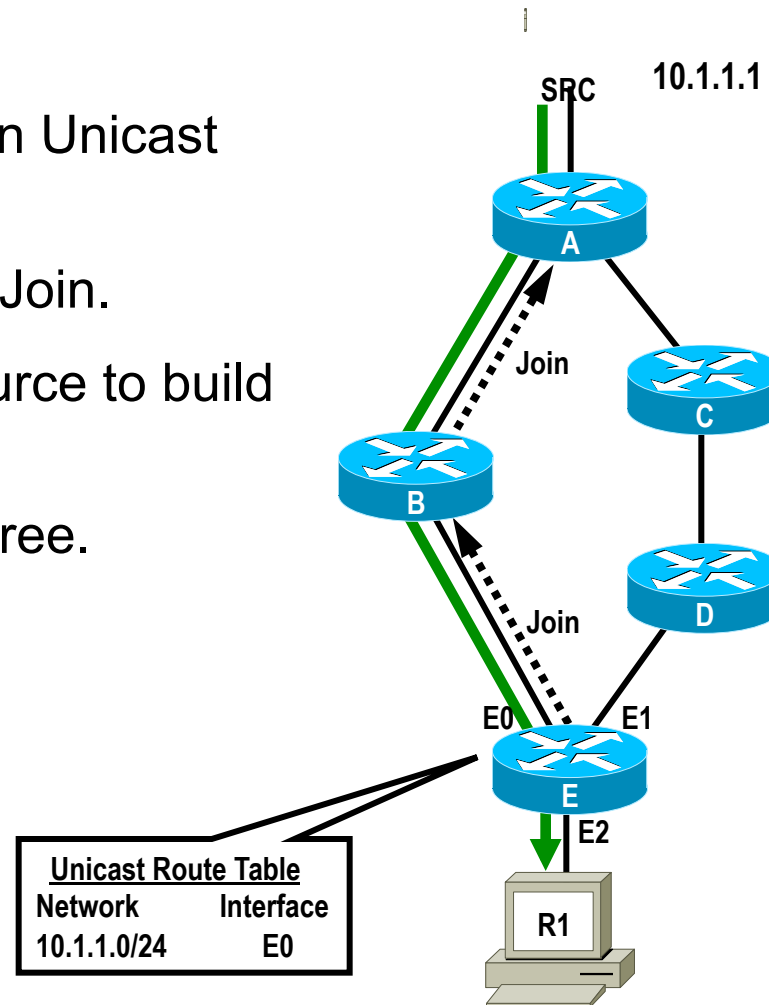 SRC 10.1.1.1
n Unicast
A
Join.
Join
urce to build
C
B
ree.
D
Join
E0 E1
E
E2
Unicast Route Table
Network Interface
10.1.1.0/24 E0
R1